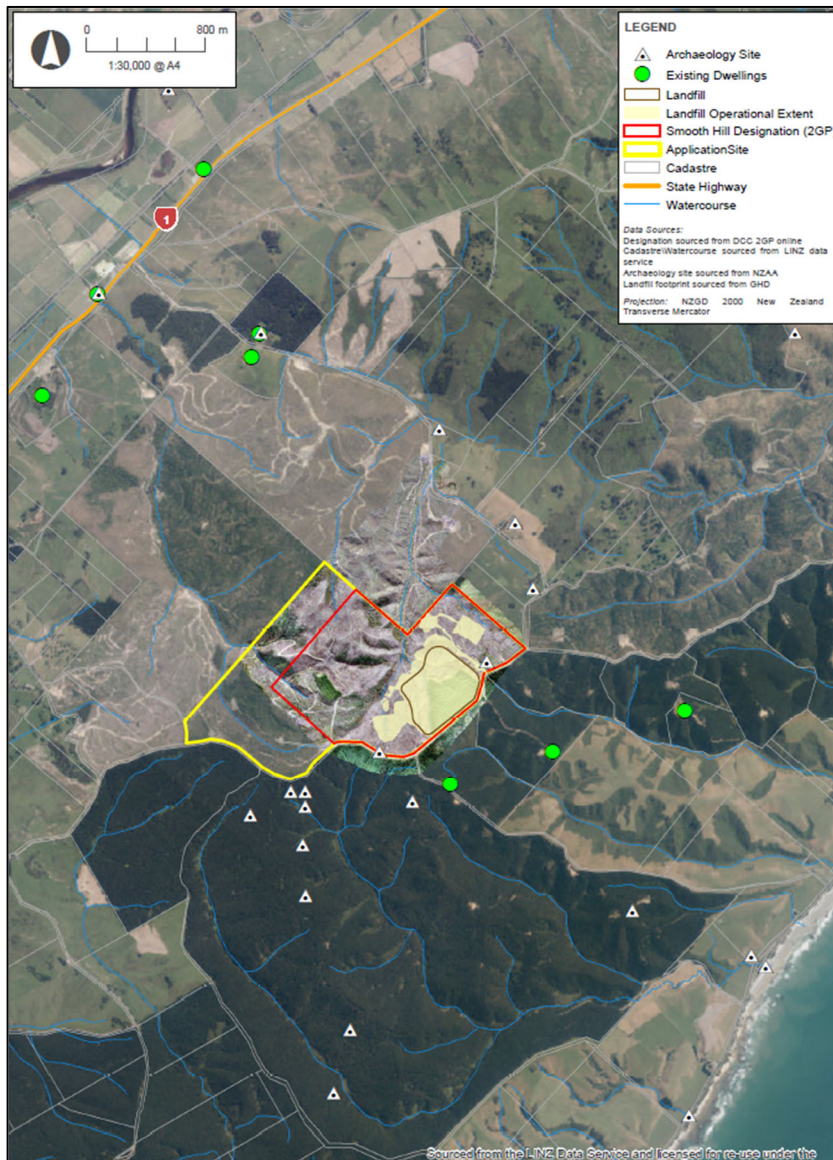 0 800 m
1:30,000 @ A4
LEGEND
Archaeology Site
Existing Dwellings
Landfill
Landfill Operational Extent
Smooth Hill Designation (2GP
ApplicationSite
Cadastre
State Highway
Watercourse
Data Sources:
Designation sourced from DCC 2GP online
Cadastre\Watercourse sourced from LINZ data
service
Archaeology site sourced from NZAA
Landfill footprint sourced from GHD
Projection: NZGD 2000 New Zealand
Transverse Mercator
1
Sourced from the LINZ Data Service and licensed for re-use under the